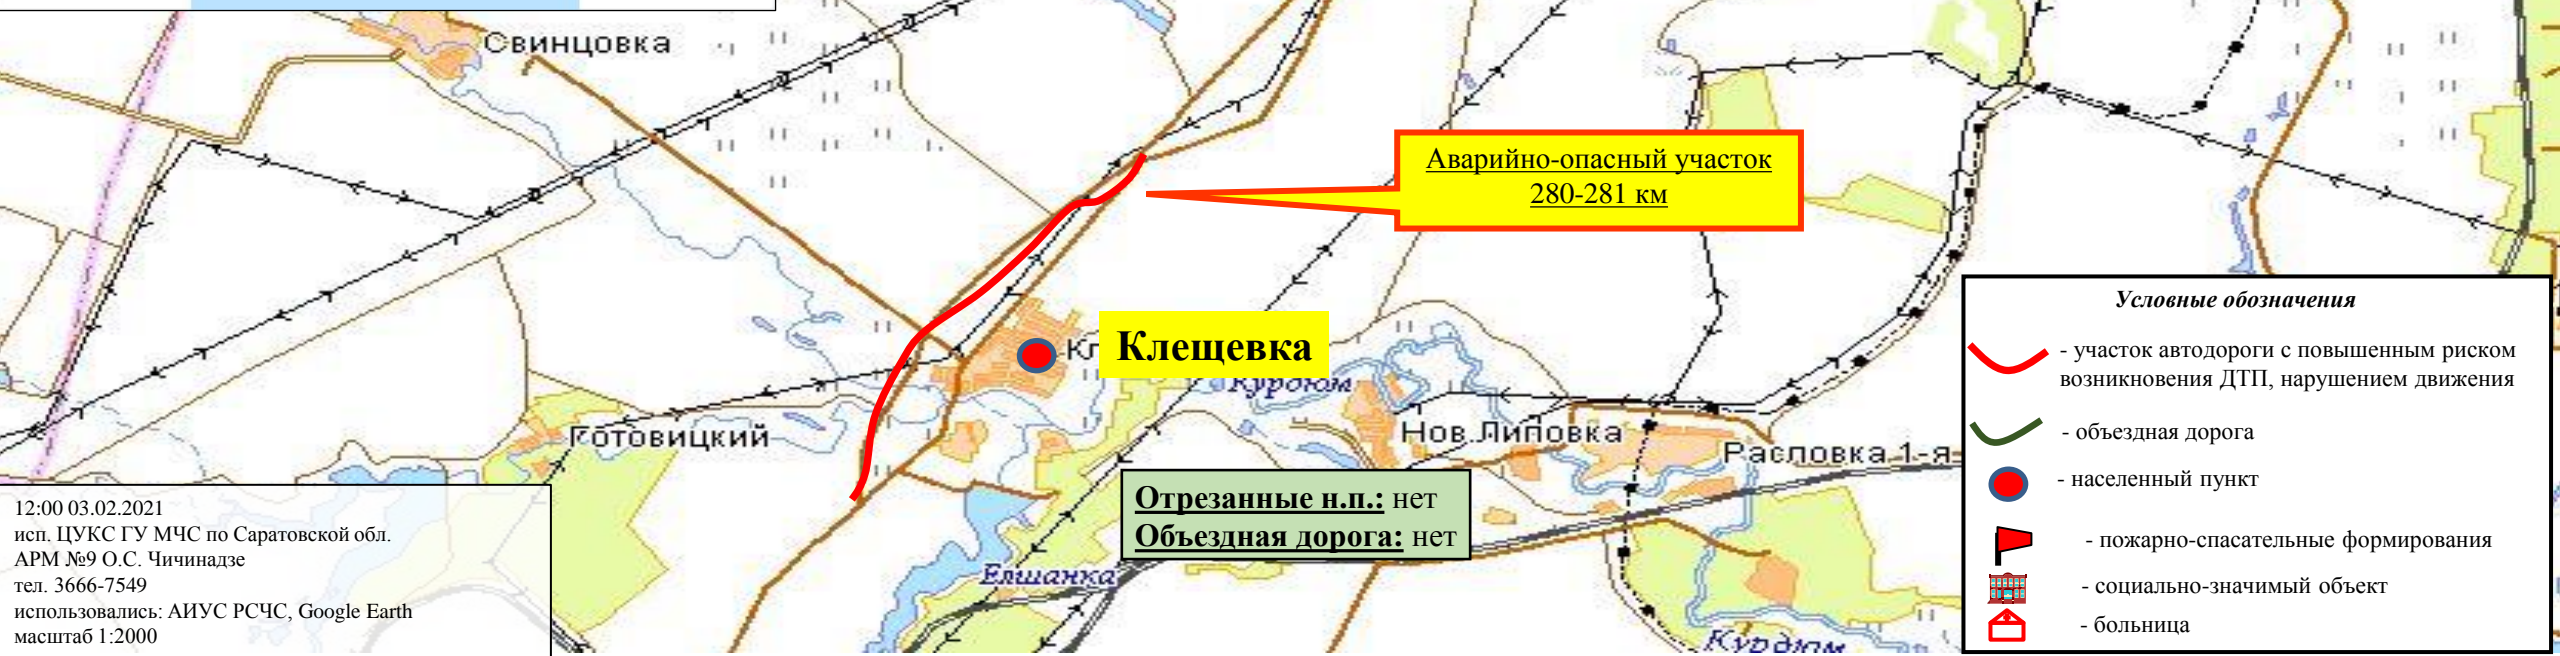 Свинцовка
Аварийно-опасный участок
280-281 км
Клещевка
Курдюм
Готовицкий
Нов.Липовка
Расловка 1-я
Отрезанные н.п.: нет
Объездная дорога: нет
Елшанка
Курдюм
12:00 03.02.2021
исп. ЦУКС ГУ МЧС по Саратовской обл.
АРМ №9 О.С. Чичинадзе
тел. 3666-7549
использовались: АИУС РСЧС, Google Earth
масштаб 1:2000
Условные обозначения
- участок автодороги с повышенным риском
возникновения ДТП, нарушением движения
- объездная дорога
- населенный пункт
- пожарно-спасательные формирования
- социально-значимый объект
- больница